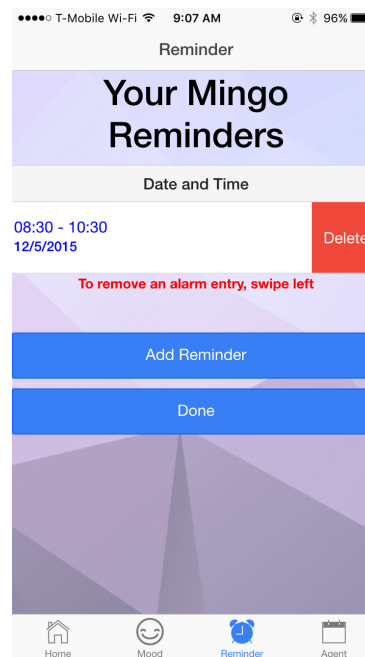 T-Mobile Wi-Fi 9:07 AM 96%
Reminder
Your Mingo
Reminders
Date and Time
08:30 - 10:30
12/5/2015
Delete
To remove an alarm entry, swipe left
Add Reminder
Done
Home Mood Reminder Agent